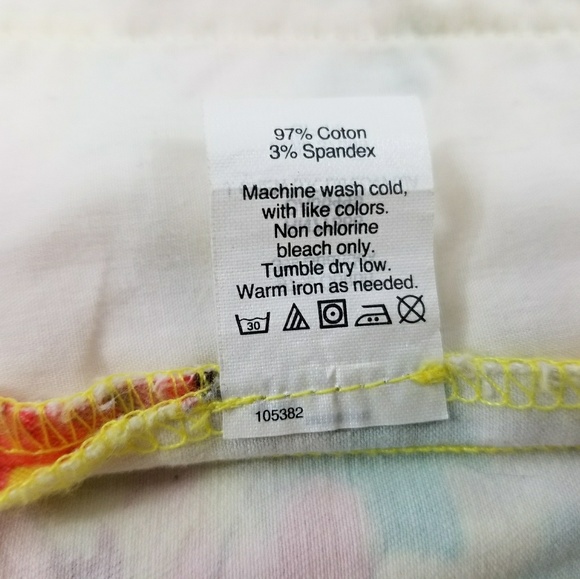 97% Coton
3% Spandex
Machine wash cold,
with like colors.
Non chlorine
bleach only.
Tumble dry low.
Warm iron as needed.
30
105382